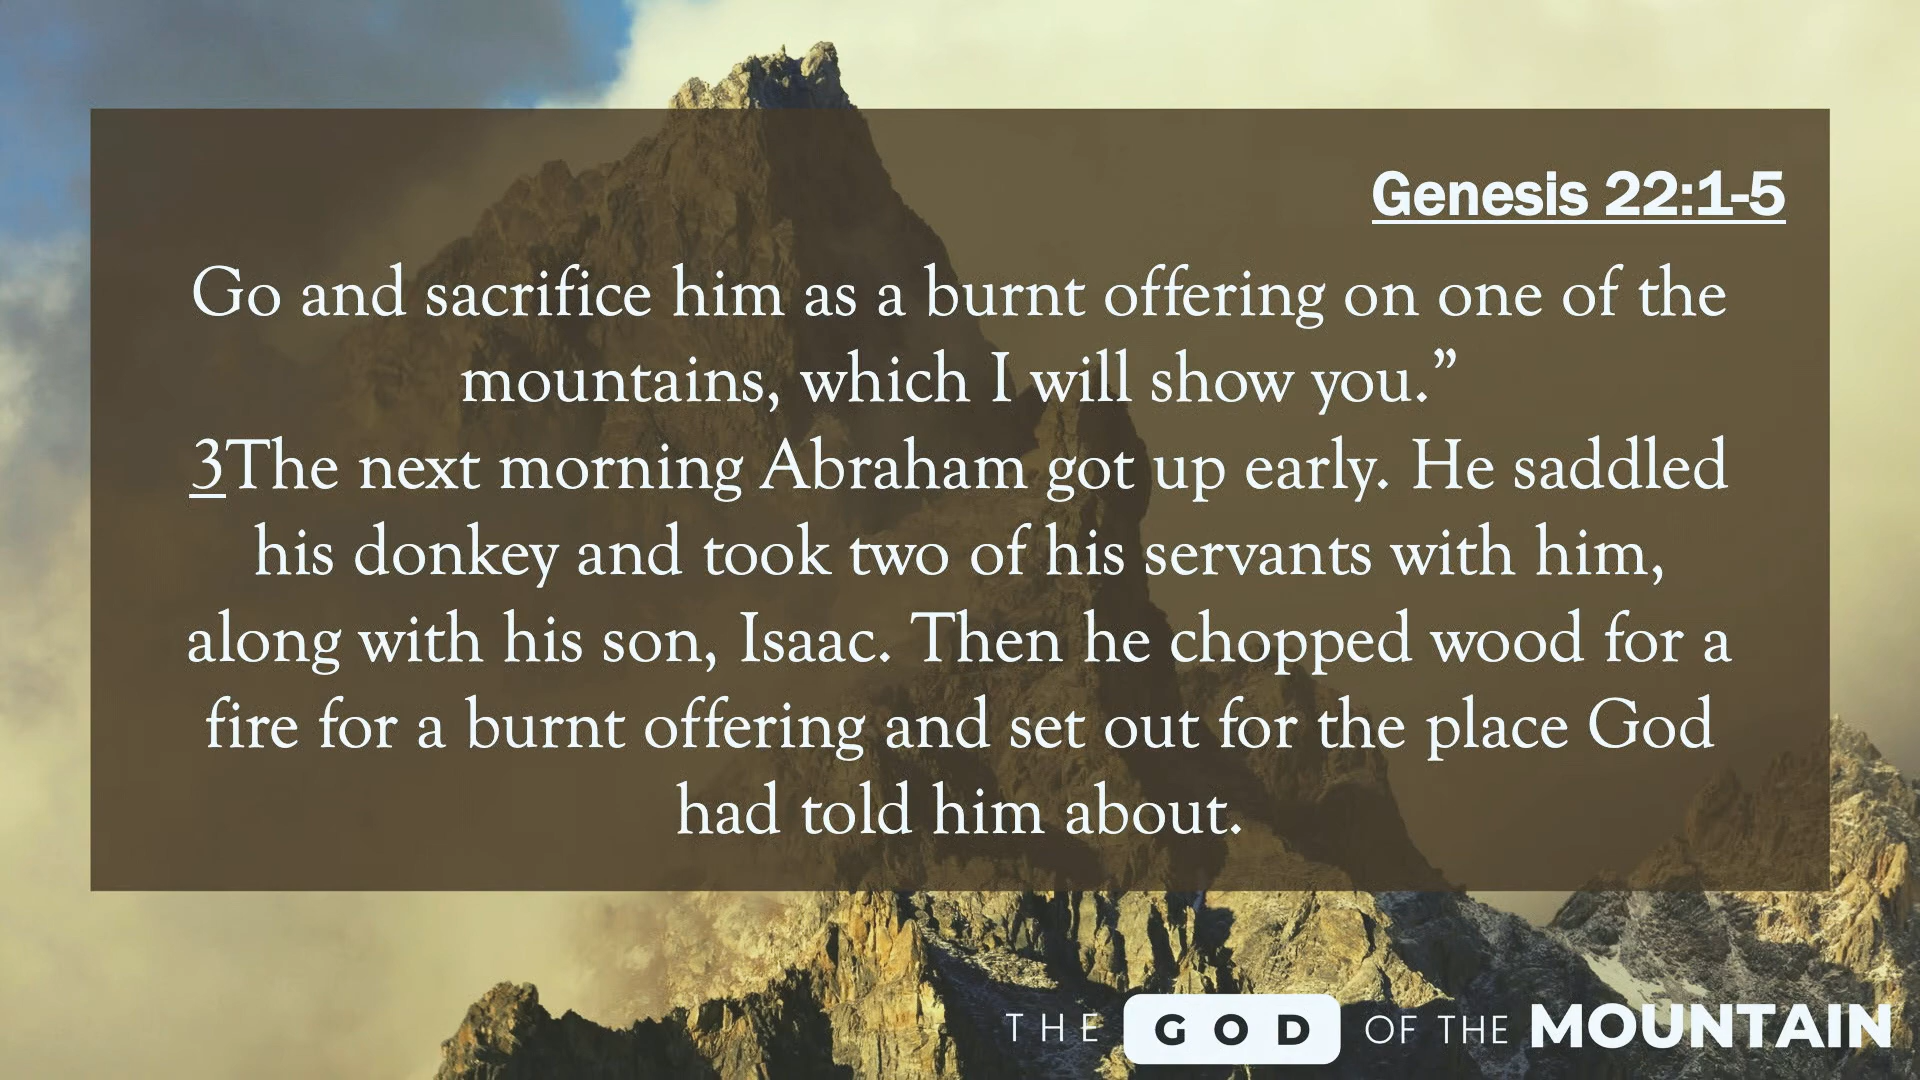 Genesis 22:1-5
Go and sacrifice him as a burnt offering on one of the
mountains, which I will show you.”
3The next morning Abraham got up early. He saddled
his donkey and took two of his servants with him,
along with his son, Isaac. Then he chopped wood for a
fire for a burnt offering and set out for the place God
had told him about.
THE GOD OF THE MOUNTAIN